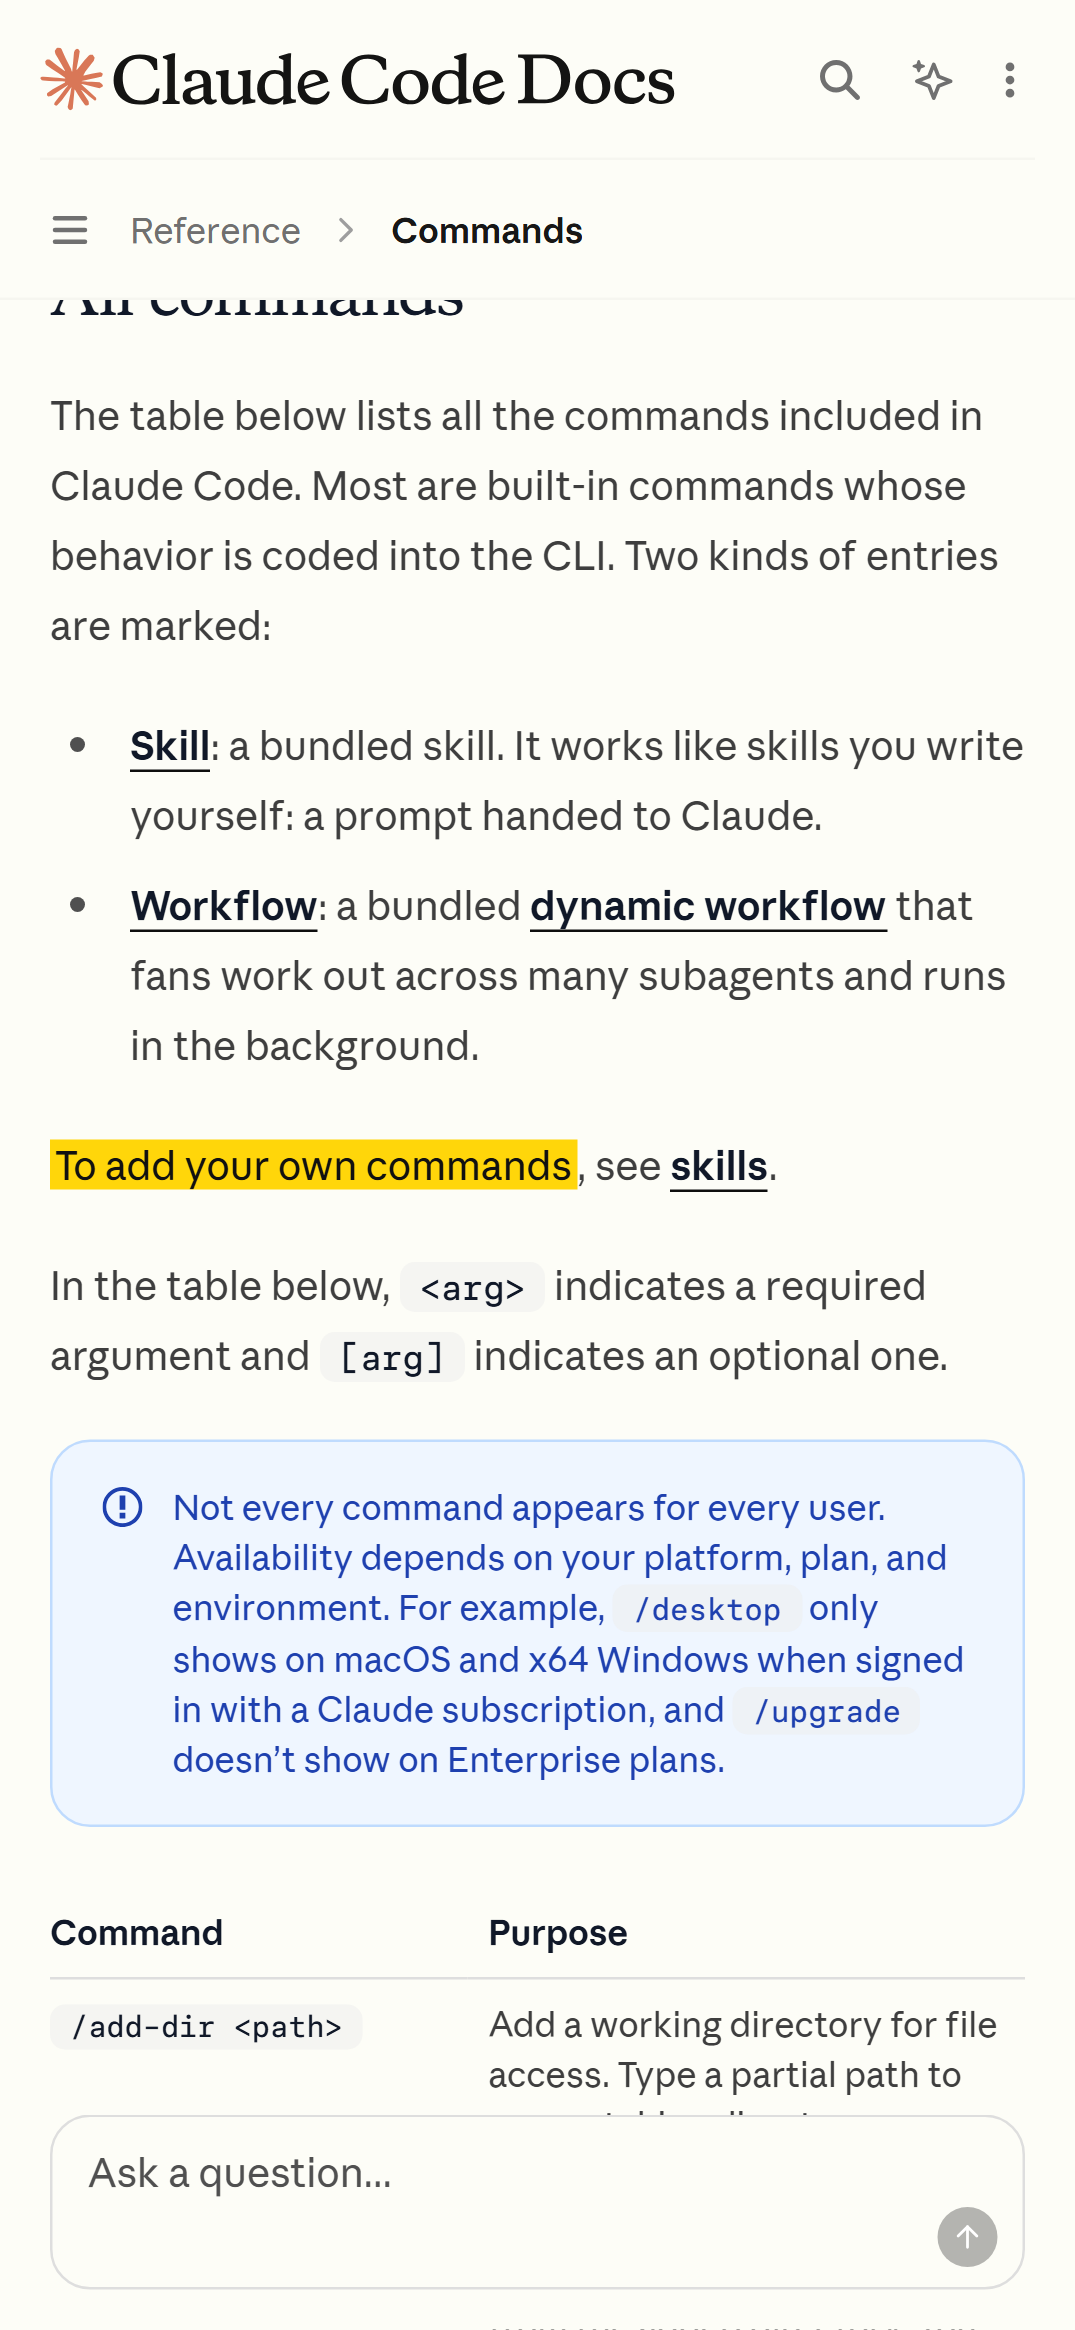 Claude Code Docs
Reference > Commands
All commands
The table below lists all the commands included in
Claude Code. Most are built-in commands whose
behavior is coded into the CLI. Two kinds of entries
are marked:
Skill: a bundled skill. It works like skills you write
yourself: a prompt handed to Claude.
Workflow: a bundled dynamic workflow that
fans work out across many subagents and runs
in the background.
To add your own commands, see skills.
In the table below, <arg> indicates a required
argument and [arg] indicates an optional one.
Not every command appears for every user.
Availability depends on your platform, plan, and
environment. For example, /desktop only
shows on macOS and x64 Windows when signed
in with a Claude subscription, and /upgrade
doesn’t show on Enterprise plans.
Command Purpose
/add-dir <path> Add a working directory for file
access. Type a partial path to
Ask a question...